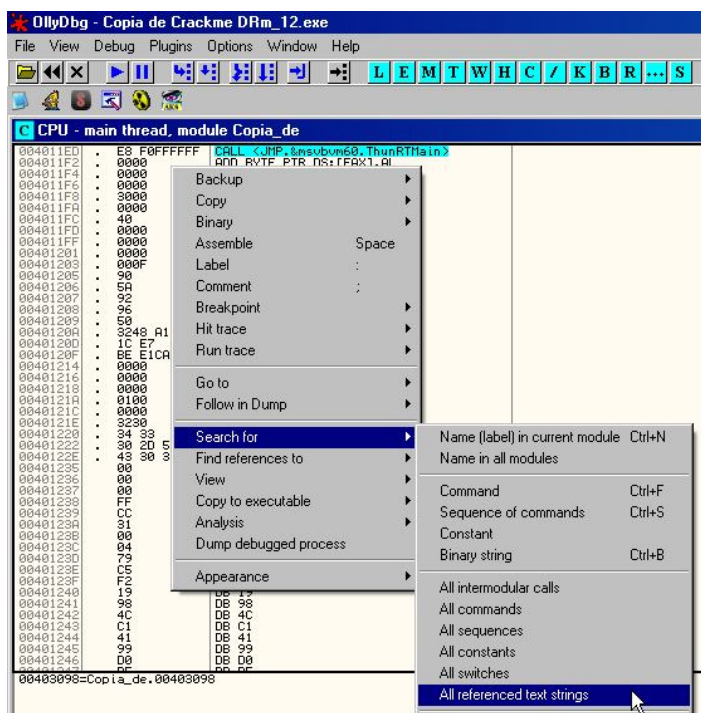 OllyDbg - Copia de Crackme DRm_12.exe
File View Debug Plugins Options Window Help
L E M T W H C / K B R ... S
C CPU - main thread, module Copia_de
004011ED . E8 F0FFFFFF CALL <JMP.&msvbvm60.ThunRTMain>
004011F2 . 0000 ADD BYTE PTR DS:[EAX],AL
004011F4 . 0000
004011F6 . 0000
004011F8 . 3000
004011FA . 0000
004011FC . 40
004011FD . 0000
004011FF . 0000
00401201 . 0000
00401203 . 000F
00401205 . 90
00401206 . 5A
00401207 . 92
00401208 . 96
00401209 . 50
0040120A . 3248 A1
0040120D . 1C E7
0040120F . BE E1CA
00401214 . 0000
00401216 . 0000
00401218 . 0000
0040121A . 0100
0040121C . 0000
0040121E . 3230
00401220 . 34 33
00401222 . 30 2D 5
0040122E . 43 30 3
00401235 00
00401236 00
00401237 00
00401238 FF
00401239 CC
0040123A 31
0040123B 00
0040123C 04
0040123D 79
0040123E C5
0040123F F2
00401240 19 DB 19
00401241 98 DB 98
00401242 4C DB 4C
00401243 C1 DB C1
00401244 41 DB 41
00401245 99 DB 99
00401246 D0 DB D0
00403098=Copia_de.00403098
Backup
Copy
Binary
Assemble Space
Label :
Comment ;
Breakpoint
Hit trace
Run trace
Go to
Follow in Dump
Search for
Find references to
View
Copy to executable
Analysis
Dump debugged process
Appearance
Name (label) in current module Ctrl+N
Name in all modules
Command Ctrl+F
Sequence of commands Ctrl+S
Constant
Binary string Ctrl+B
All intermodular calls
All commands
All sequences
All constants
All switches
All referenced text strings